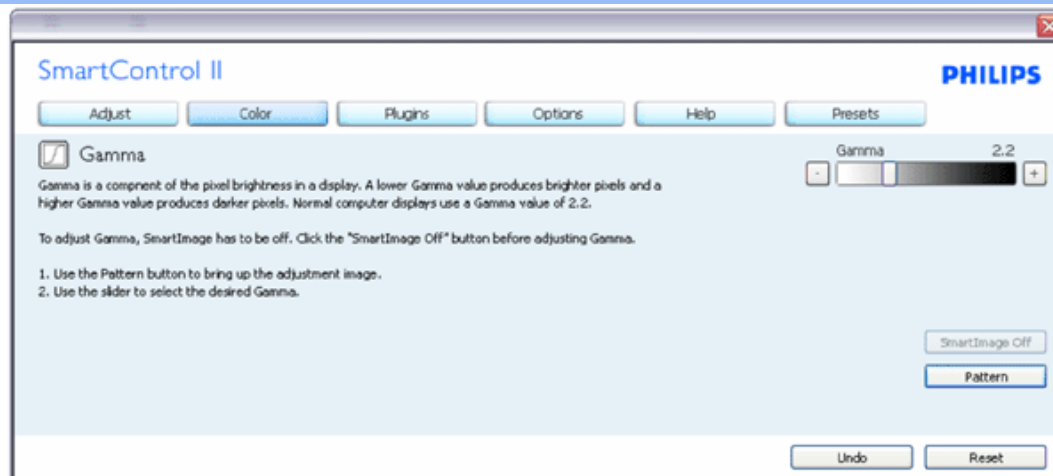 SmartControl II
PHILIPS
Adjust
Color
Plugins
Options
Help
Presets
Gamma
Gamma 2.2
- +
Gamma is a compnent of the pixel brightness in a display. A lower Gamma value produces brighter pixels and a
higher Gamma value produces darker pixels. Normal computer displays use a Gamma value of 2.2.
To adjust Gamma, SmartImage has to be off. Click the "SmartImage Off" button before adjusting Gamma.
1. Use the Pattern button to bring up the adjustment image.
2. Use the slider to select the desired Gamma.
SmartImage Off
Pattern
Undo
Reset